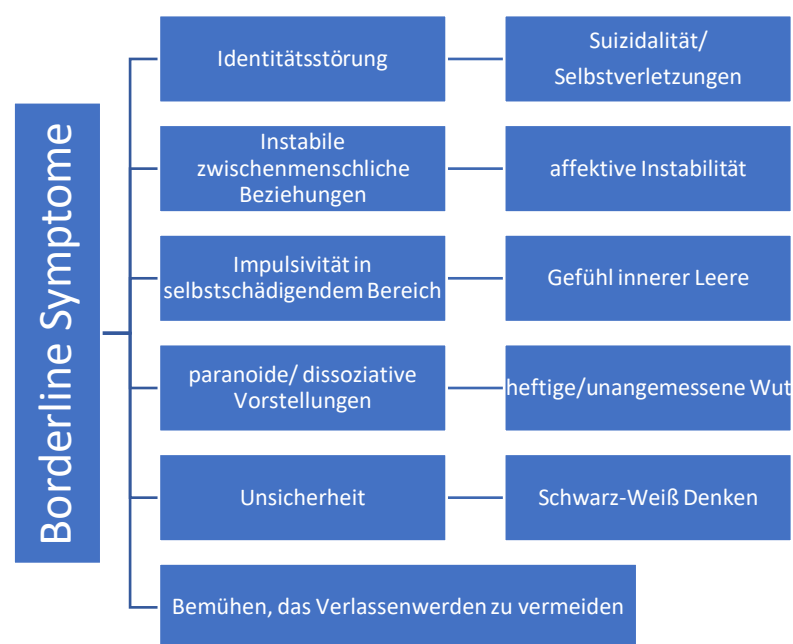 Borderline Symptome
Identitätsstörung
Suizidalität/
Selbstverletzungen
Instabile
zwischenmenschliche
Beziehungen
affektive Instabilität
Impulsivität in
selbstschädigendem Bereich
Gefühl innerer Leere
paranoide/ dissoziative
Vorstellungen
heftige/unangemessene Wut
Unsicherheit
Schwarz-Weiß Denken
Bemühen, das Verlassenwerden zu vermeiden